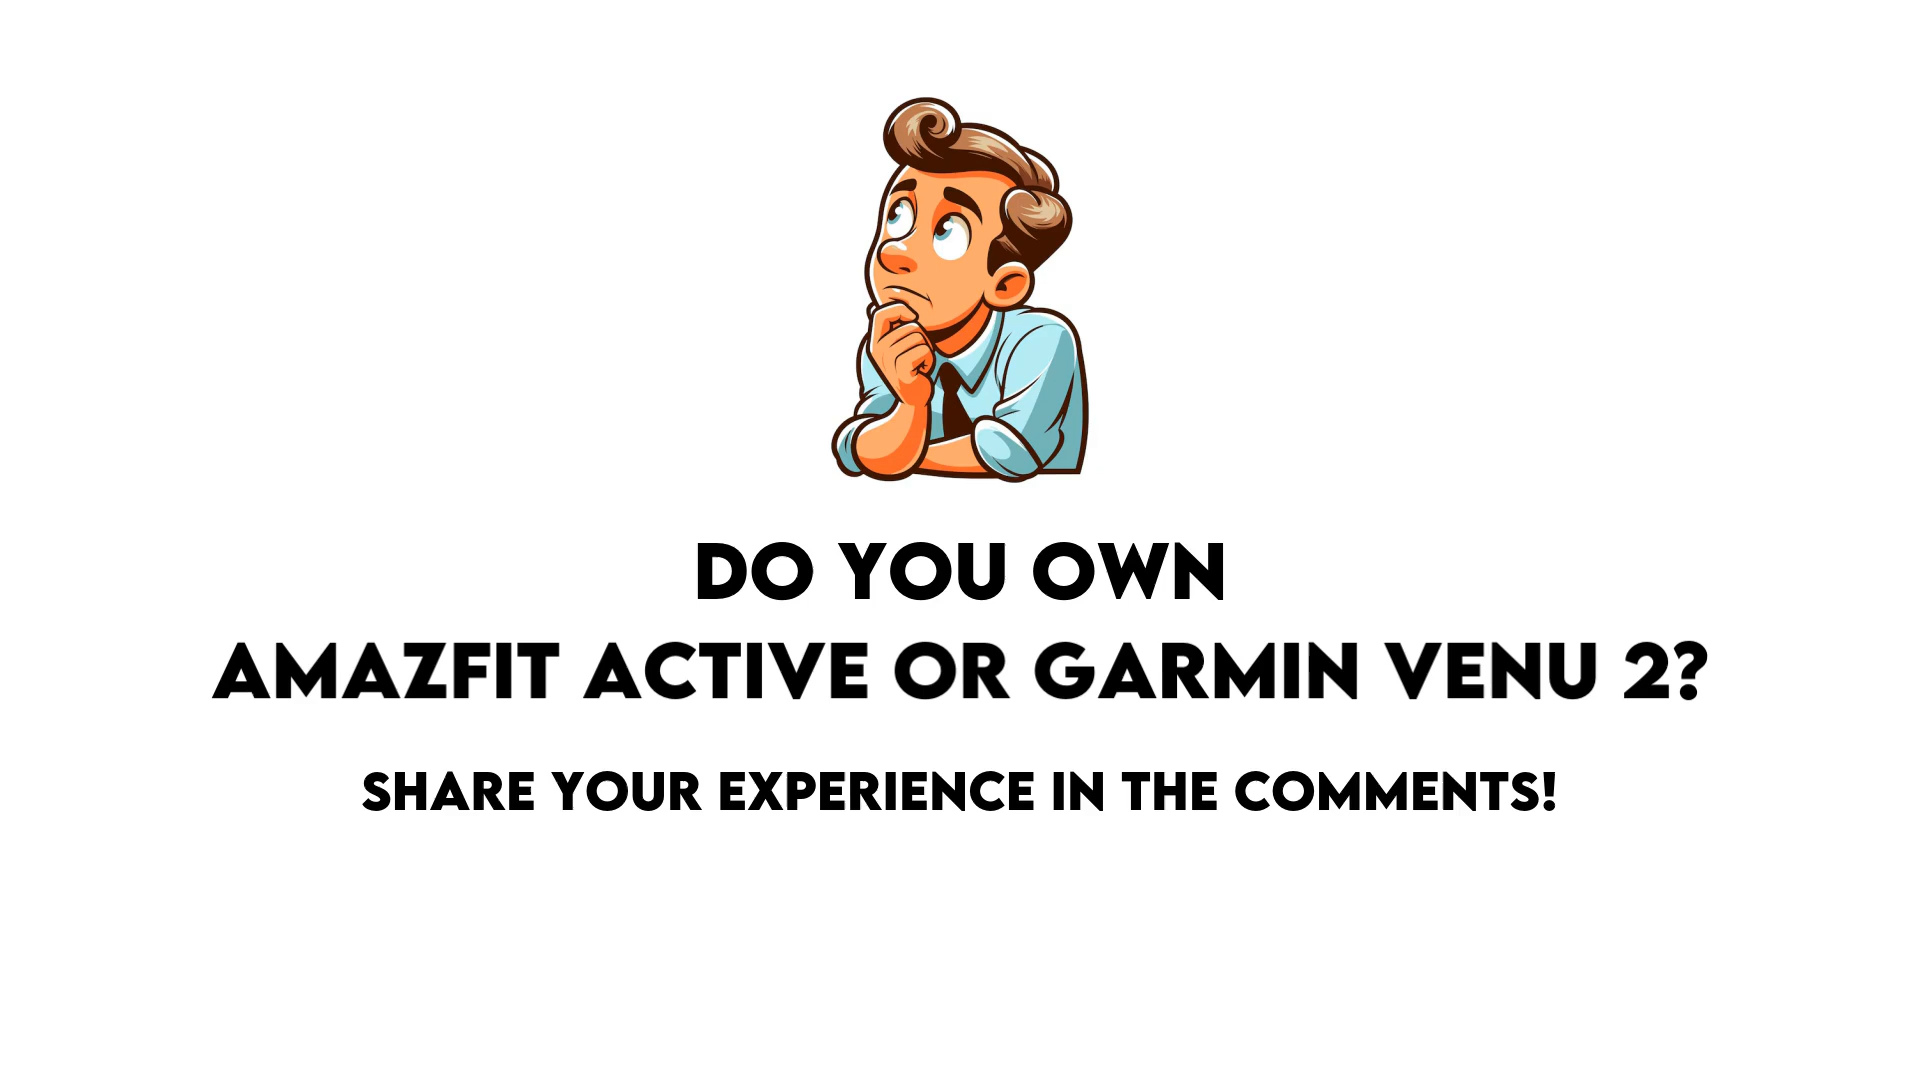 DO YOU OWN
AMAZFIT ACTIVE OR GARMIN VENU 2?
SHARE YOUR EXPERIENCE IN THE COMMENTS!